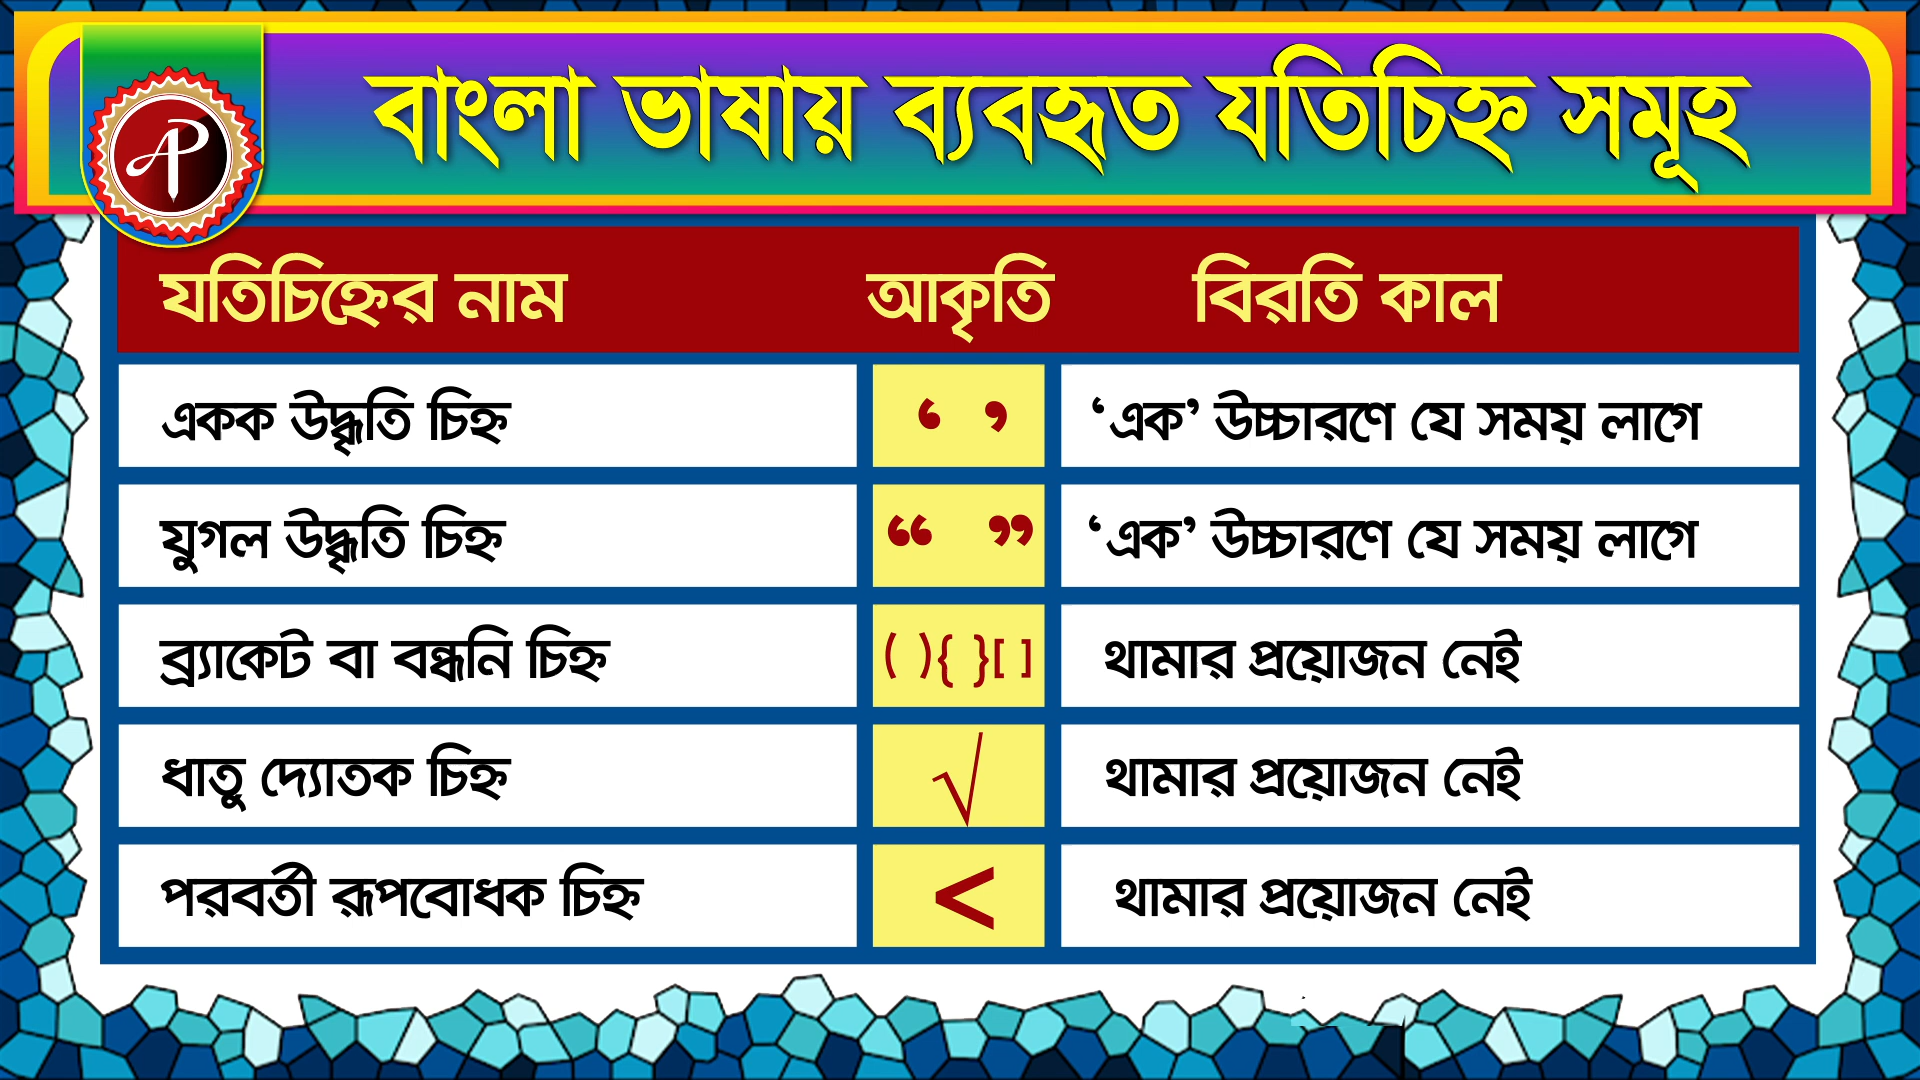 বাংলা ভাষায় ব্যবহৃত যতিচিহ্ন সমূহ
AP
যতিচিহ্নের নাম আকৃতি বিরতি কাল
একক উদ্ধৃতি চিহ্ন ‘ ’ ‘এক’ উচ্চারণে যে সময় লাগে
যুগল উদ্ধৃতি চিহ্ন “ ” ‘এক’ উচ্চারণে যে সময় লাগে
ব্র্যাকেট বা বন্ধনি চিহ্ন ( ){ }[ ] থামার প্রয়োজন নেই
ধাতু দ্যোতক চিহ্ন √ থামার প্রয়োজন নেই
পরবর্তী রূপবোধক চিহ্ন < থামার প্রয়োজন নেই